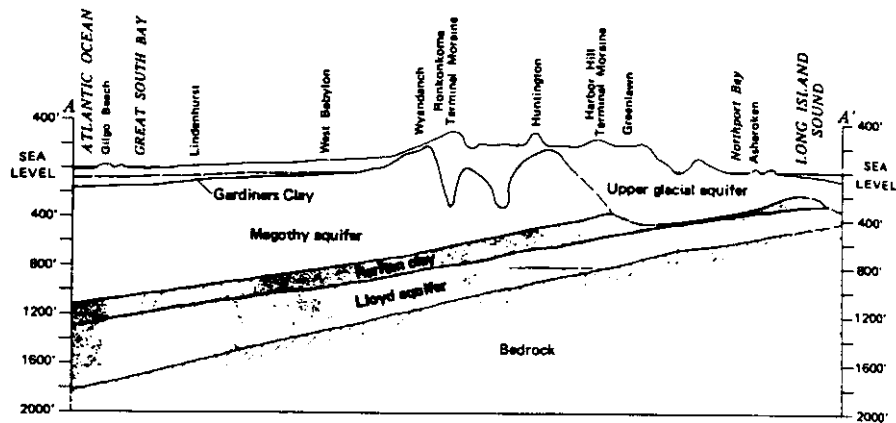 A
ATLANTIC OCEAN
Gilgo Beach
GREAT SOUTH BAY
Lindenhurst
West Babylon
Wyandanch
Ronkonkoma
Terminal Moraine
Huntington
Harbor Hill
Terminal Moraine
Greenlawn
Northport Bay
Asharoken
LONG ISLAND
SOUND
A'
400'
SEA
LEVEL
400'
800'
1200'
1600'
2000'
400'
SEA
LEVEL
400'
800'
1200'
1600'
2000'
Gardiners Clay
Upper glacial aquifer
Magothy aquifer
Raritan clay
Lloyd aquifer
Bedrock